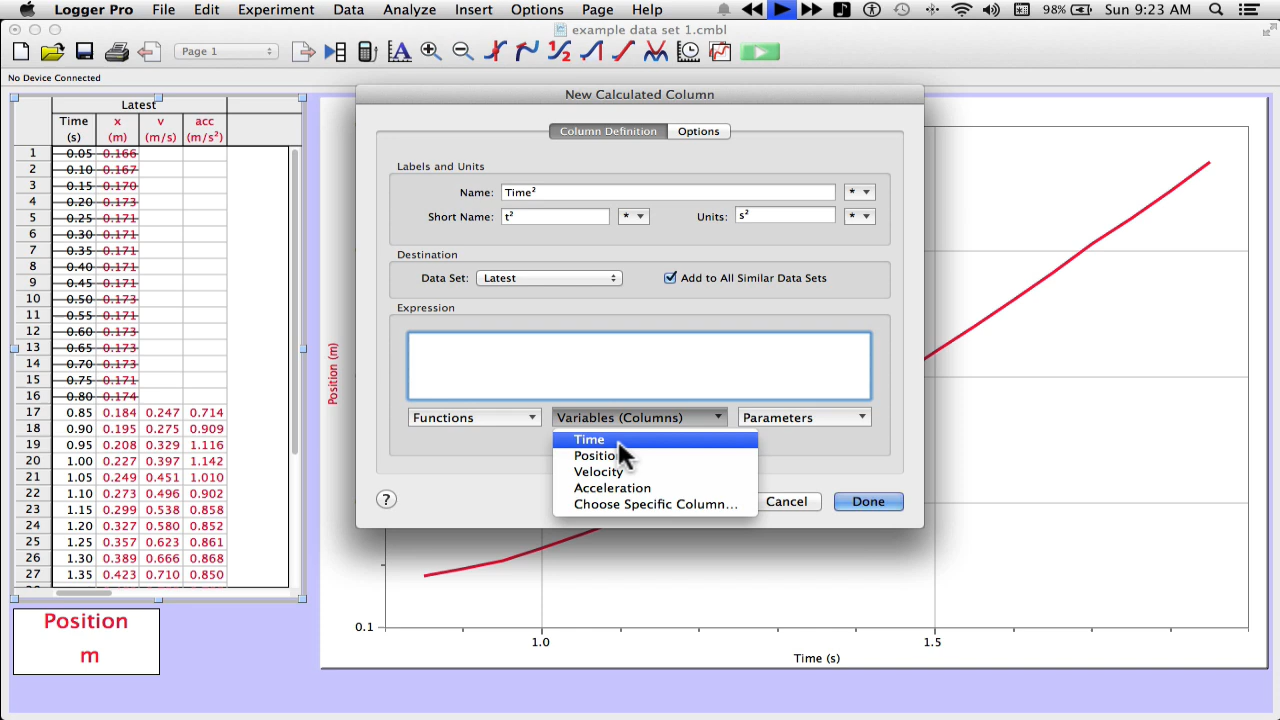 Logger Pro File Edit Experiment Data Analyze Insert Options Page Help 98% Sun 9:23 AM
example data set 1.cmbl
Page 1
No Device Connected
Latest
Time x v acc
(s) (m) (m/s) (m/s²)
1 0.05 0.166
2 0.10 0.167
3 0.15 0.170
4 0.20 0.173
5 0.25 0.171
6 0.30 0.171
7 0.35 0.171
8 0.40 0.171
9 0.45 0.171
10 0.50 0.173
11 0.55 0.171
12 0.60 0.173
13 0.65 0.173
14 0.70 0.173
15 0.75 0.171
16 0.80 0.174
17 0.85 0.184 0.247 0.714
18 0.90 0.195 0.275 0.909
19 0.95 0.208 0.329 1.116
20 1.00 0.227 0.397 1.142
21 1.05 0.249 0.451 1.010
22 1.10 0.273 0.496 0.902
23 1.15 0.299 0.538 0.858
24 1.20 0.327 0.580 0.852
25 1.25 0.357 0.623 0.861
26 1.30 0.389 0.666 0.868
27 1.35 0.423 0.710 0.850
Position
m
New Calculated Column
Column Definition Options
Labels and Units
Name: Time² *
Short Name: t² * Units: s² *
Destination
Data Set: Latest Add to All Similar Data Sets
Expression
Functions Variables (Columns) Parameters
Time
Position
Velocity
Acceleration
Choose Specific Column...
? Cancel Done
Position (m)
0.1
1.0 1.5
Time (s)